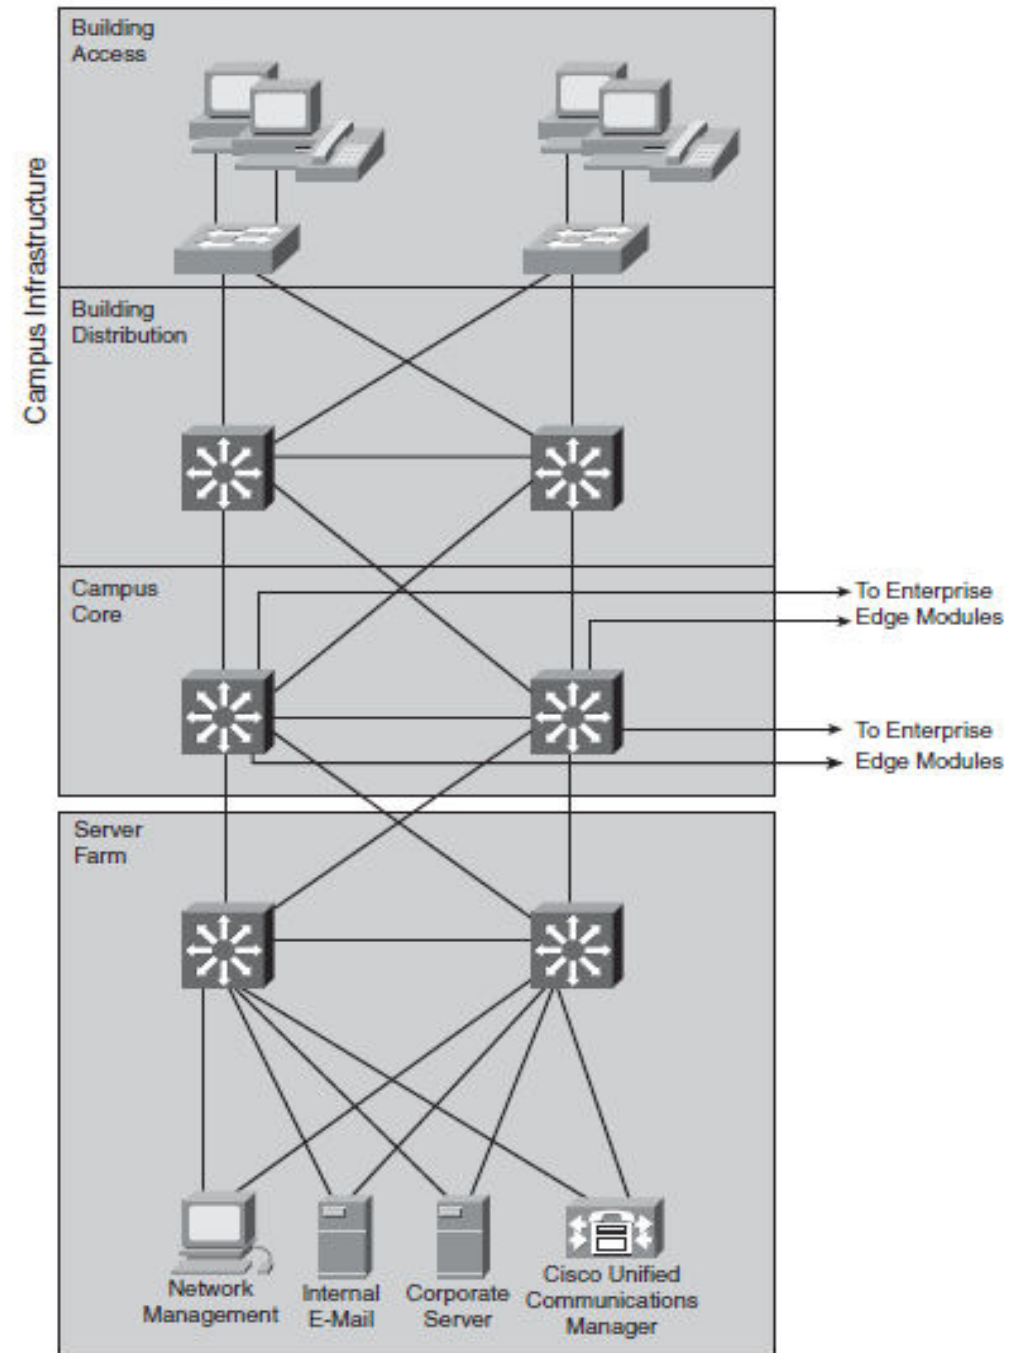 Building
Access
Campus Infrastructure
Building
Distribution
Campus
Core
To Enterprise
Edge Modules
To Enterprise
Edge Modules
Server
Farm
Network
Management
Internal
E-Mail
Corporate
Server
Cisco Unified
Communications
Manager